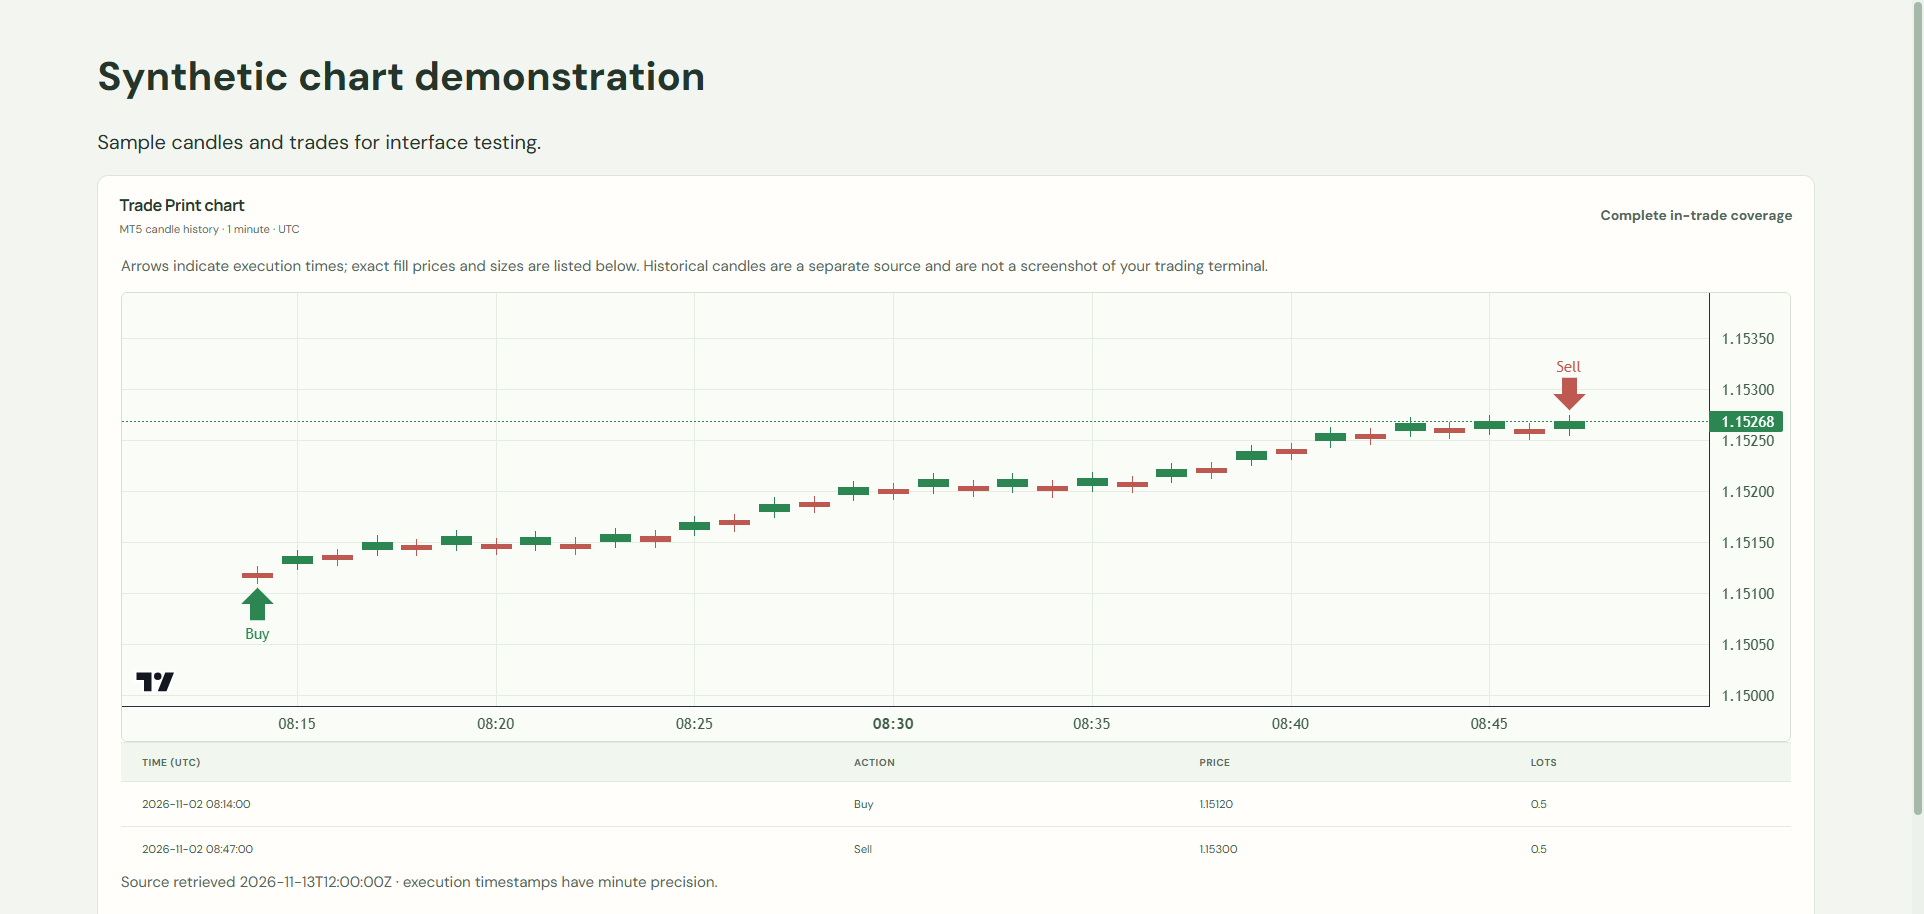 Synthetic chart demonstration
Sample candles and trades for interface testing.
Trade Print chart
MT5 candle history · 1 minute · UTC
Complete in-trade coverage
Arrows indicate execution times; exact fill prices and sizes are listed below. Historical candles are a separate source and are not a screenshot of your trading terminal.
1.15350
Sell
1.15300
1.15268
1.15250
1.15200
1.15150
1.15100
Buy
1.15050
1.15000
08:15 08:20 08:25 08:30 08:35 08:40 08:45
TIME (UTC) ACTION PRICE LOTS
2026-11-02 08:14:00 Buy 1.15120 0.5
2026-11-02 08:47:00 Sell 1.15300 0.5
Source retrieved 2026-11-13T12:00:00Z · execution timestamps have minute precision.